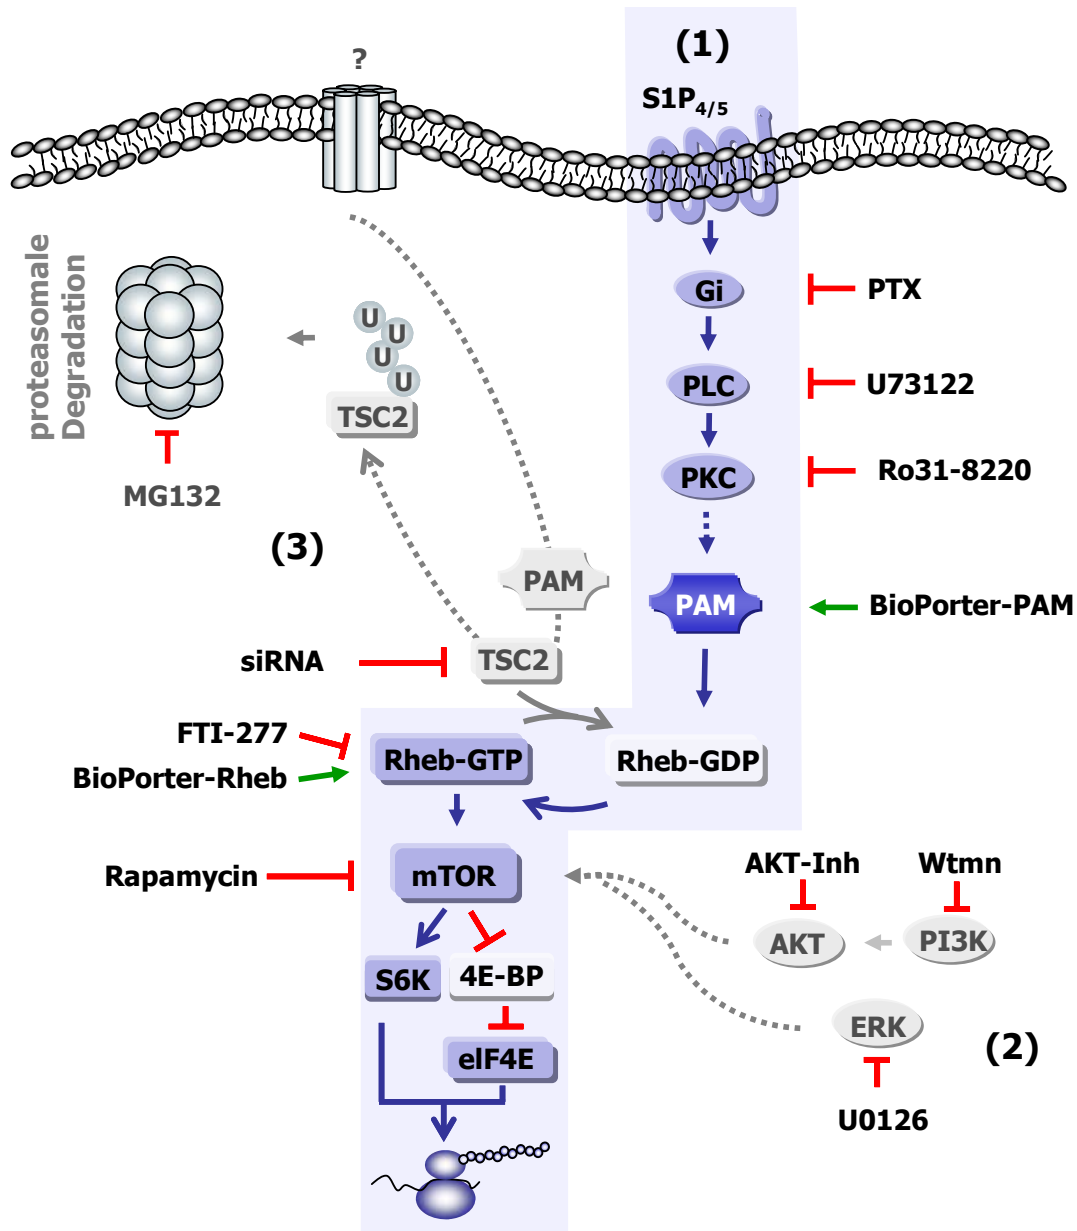 (1)
?
S1P4/5
proteasomale
Degradation
Gi
PTX
U
U
U
U
TSC2
PLC
U73122
PKC
Ro31-8220
MG132
(3)
PAM
PAM
BioPorter-PAM
siRNA
TSC2
FTI-277
BioPorter-Rheb
Rheb-GTP
Rheb-GDP
Rapamycin
mTOR
AKT-Inh
Wtmn
AKT
PI3K
S6K
4E-BP
ERK
(2)
elF4E
U0126